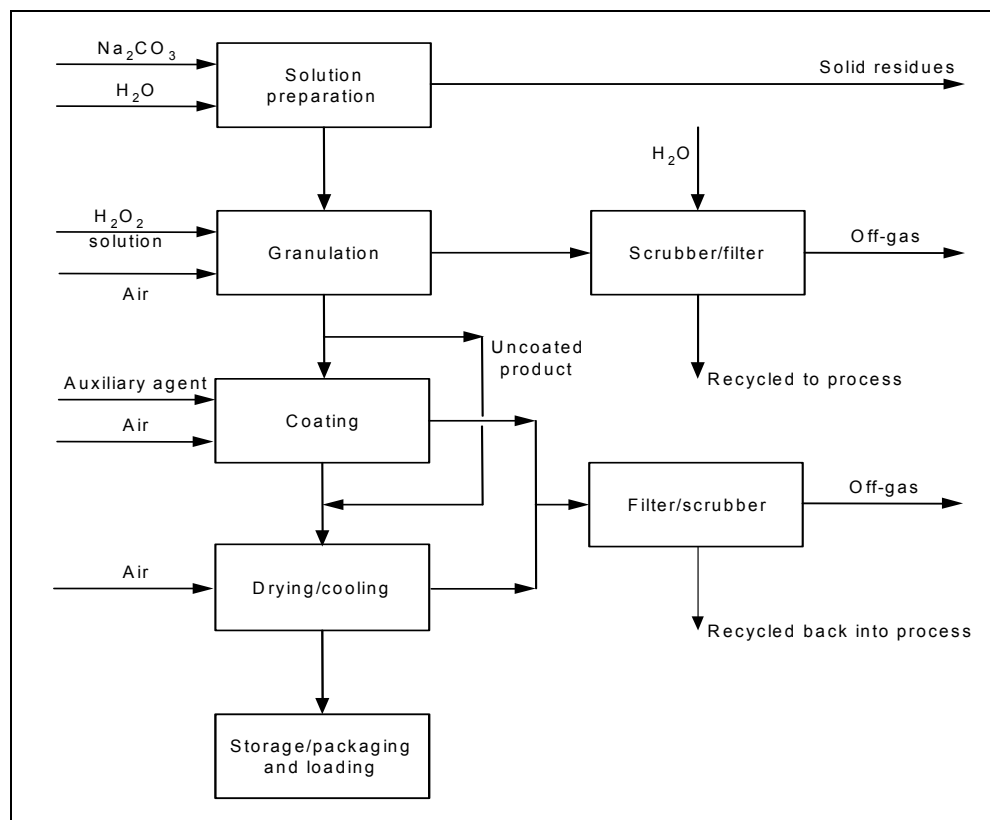 Na₂CO₃
H₂O
Solution
preparation
Solid residues
H₂O
H₂O₂
solution
Air
Granulation
Scrubber/filter
Off-gas
Uncoated
product
Recycled to process
Auxiliary agent
Air
Coating
Filter/scrubber
Off-gas
Air
Drying/cooling
Recycled back into process
Storage/packaging
and loading